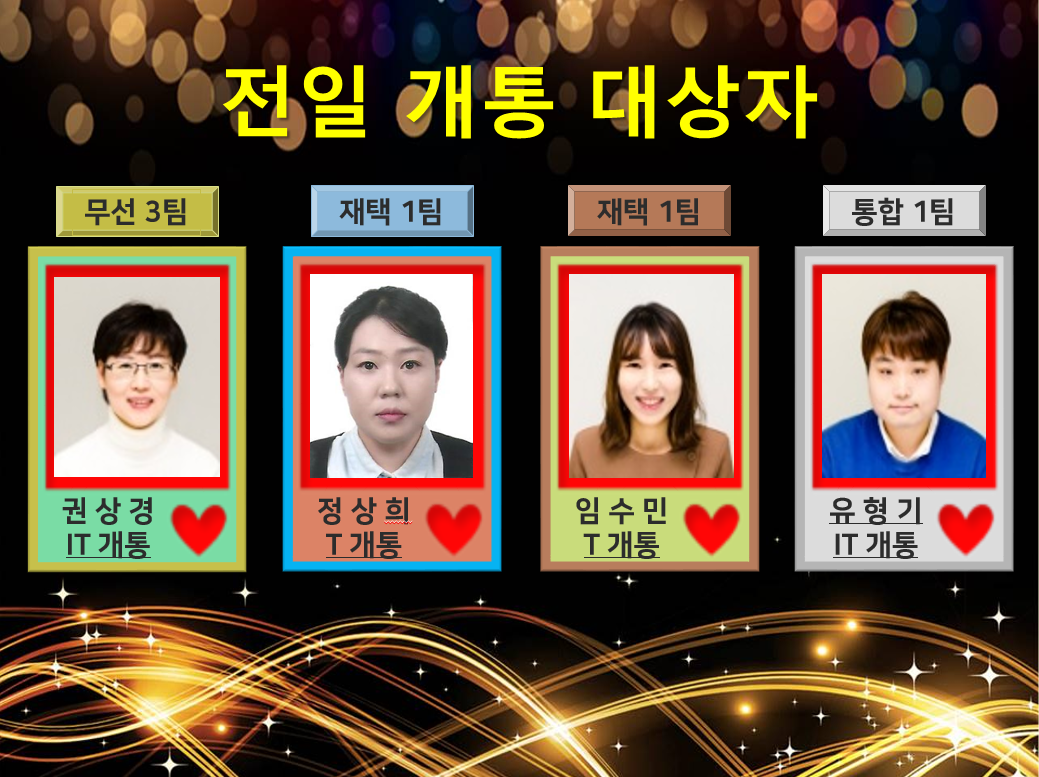 전일 개통 대상자
무선 3팀
재택 1팀
재택 1팀
통합 1팀
권 상 경
IT 개통
정 상 희
T 개통
임 수 민
T 개통
유 형 기
IT 개통